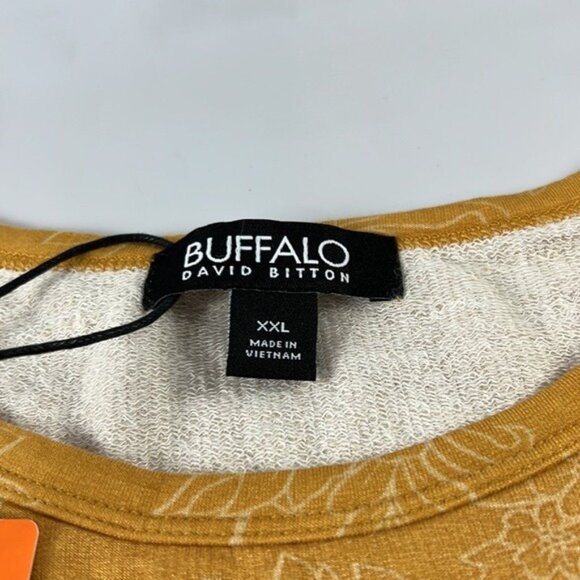 BUFFALO
DAVID BITTON
XXL
MADE IN
VIETNAM